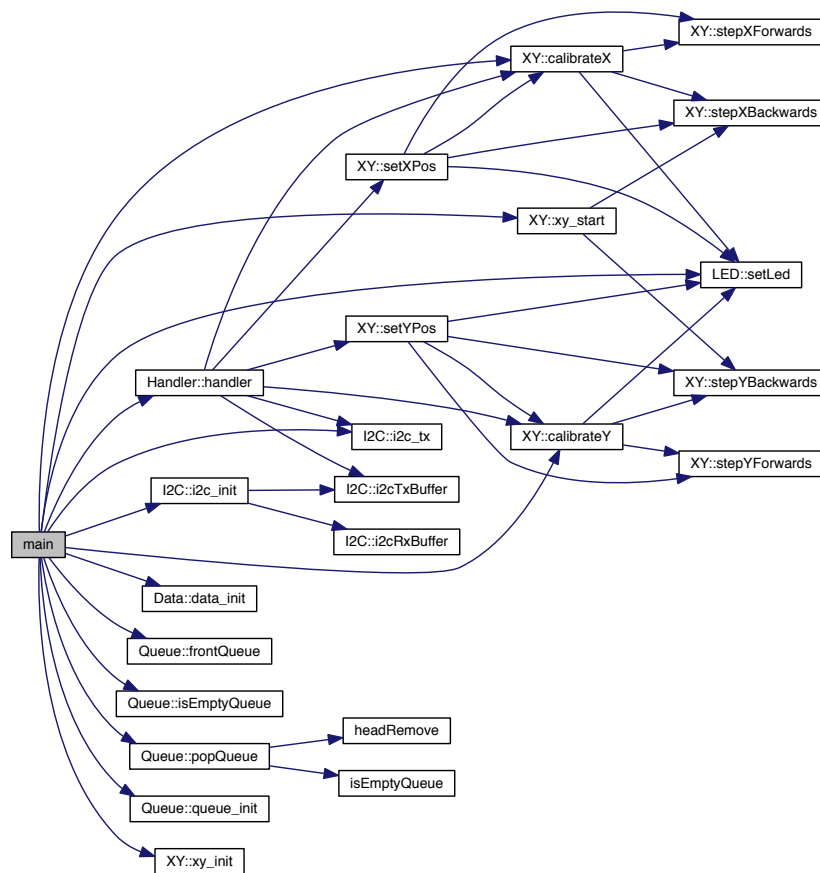 XY::stepXForwards
XY::calibrateX
XY::stepXBackwards
XY::setXPos
XY::xy_start
LED::setLed
XY::setYPos
Handler::handler
XY::stepYBackwards
I2C::i2c_tx
XY::calibrateY
XY::stepYForwards
I2C::i2c_init
I2C::i2cTxBuffer
main
I2C::i2cRxBuffer
Data::data_init
Queue::frontQueue
Queue::isEmptyQueue
headRemove
Queue::popQueue
isEmptyQueue
Queue::queue_init
XY::xy_init